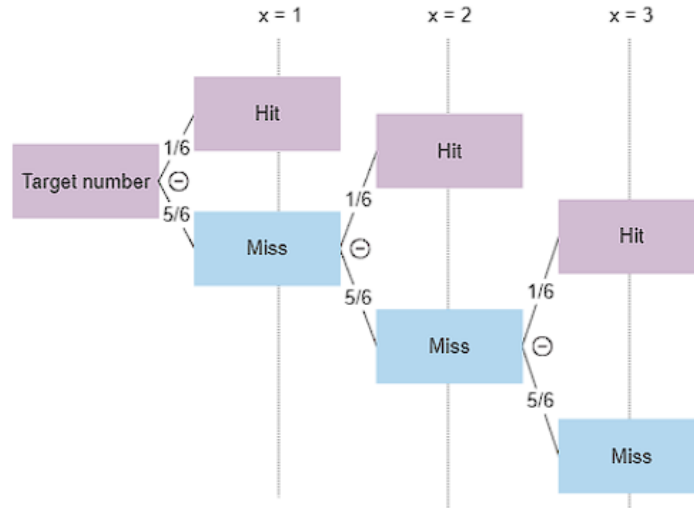 x = 1
x = 2
x = 3
Hit
Hit
1/6
Target number
5/6
Miss
1/6
Hit
5/6
Miss
1/6
5/6
Miss